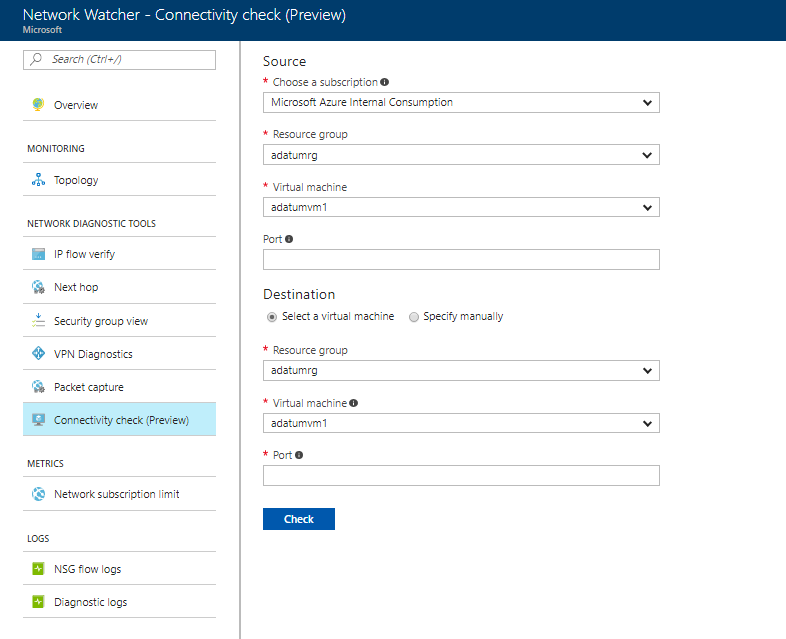 Network Watcher - Connectivity check (Preview)
Microsoft
Search (Ctrl+/)
Overview
MONITORING
Topology
NETWORK DIAGNOSTIC TOOLS
IP flow verify
Next hop
Security group view
VPN Diagnostics
Packet capture
Connectivity check (Preview)
METRICS
Network subscription limit
LOGS
NSG flow logs
Diagnostic logs
Source
* Choose a subscription
Microsoft Azure Internal Consumption
* Resource group
adatumrg
* Virtual machine
adatumvm1
Port
Destination
Select a virtual machine Specify manually
* Resource group
adatumrg
* Virtual machine
adatumvm1
* Port
Check